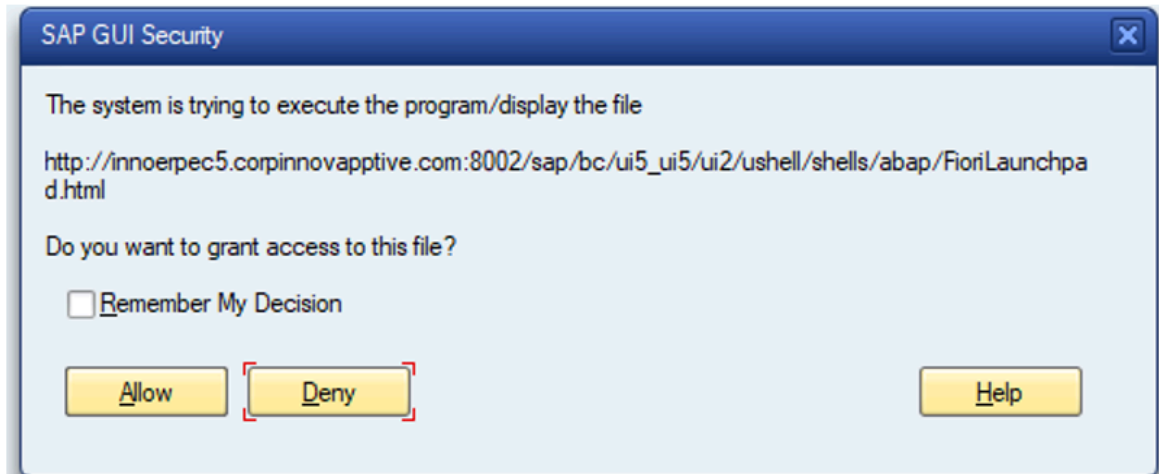 SAP GUI Security
The system is trying to execute the program/display the file
http://innoerpec5.corpinnovapptive.com:8002/sap/bc/ui5_ui5/ui2/ushell/shells/abap/FioriLaunchpa
d.html
Do you want to grant access to this file?
Remember My Decision
Allow Deny Help